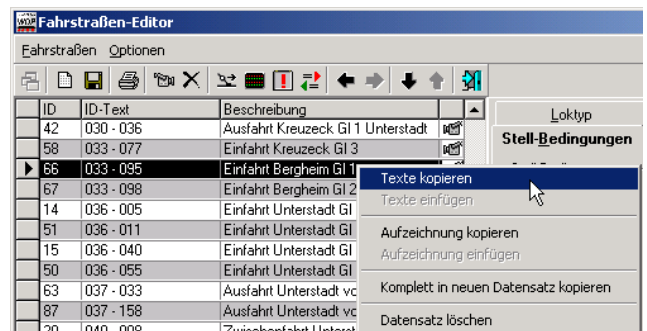 WDP Fahrstraßen-Editor
Fahrstraßen Optionen
ID ID-Text Beschreibung
Loktyp
42 030 - 036 Ausfahrt Kreuzeck Gl 1 Unterstadt
Stell-Bedingungen
58 033 - 077 Einfahrt Kreuzeck Gl 3
66 033 - 095 Einfahrt Bergheim Gl 1
Texte kopieren
67 033 - 098 Einfahrt Bergheim Gl 2
Texte einfügen
14 036 - 005 Einfahrt Unterstadt Gl
51 036 - 011 Einfahrt Unterstadt Gl
Aufzeichnung kopieren
15 036 - 040 Einfahrt Unterstadt Gl
Aufzeichnung einfügen
50 036 - 055 Einfahrt Unterstadt Gl
63 037 - 033 Ausfahrt Unterstadt vo
Komplett in neuen Datensatz kopieren
87 037 - 158 Ausfahrt Unterstadt vo
Datensatz löschen